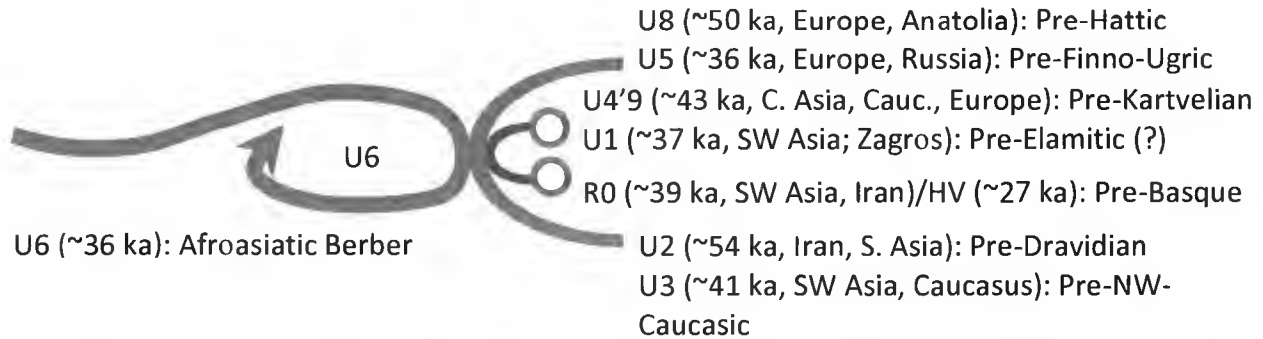 U8 (~50 ka, Europe, Anatolia): Pre-Hattic
U5 (~36 ka, Europe, Russia): Pre-Finno-Ugric
U4'9 (~43 ka, C. Asia, Cauc., Europe): Pre-Kartvelian
U1 (~37 ka, SW Asia; Zagros): Pre-Elamitic (?)
U6
R0 (~39 ka, SW Asia, Iran)/HV (~27 ka): Pre-Basque
U6 (~36 ka): Afroasiatic Berber
U2 (~54 ka, Iran, S. Asia): Pre-Dravidian
U3 (~41 ka, SW Asia, Caucasus): Pre-NW-
Caucasic